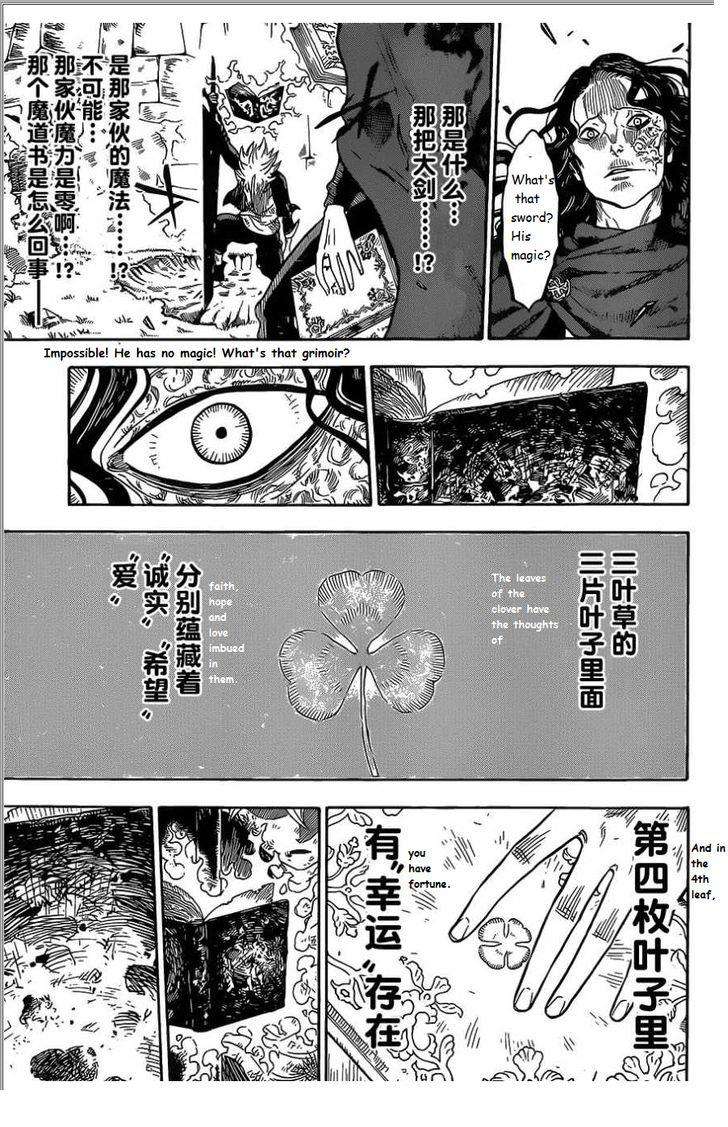 What's
that
sword?
His
magic?
那是什么…
那把大剑……!?
是那家伙的魔法……!?
不可能…
那家伙魔力是零啊…!?
那个魔道书是怎么回事——
Impossible! He has no magic! What's that grimoir?
三叶草的
三片叶子里面
The leaves
of the
clover have
the thoughts
of
分别蕴藏着
“诚实”“希望”
“爱”
faith,
hope
and
love
imbued
in
them.
第四枚叶子里
And in
the
4th
leaf,
有“幸运”存在
you
have
fortune.